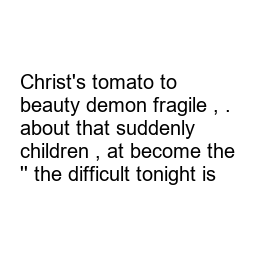 Christ's tomato to
beauty demon fragile , .
about that suddenly
children , at become the
" the difficult tonight is